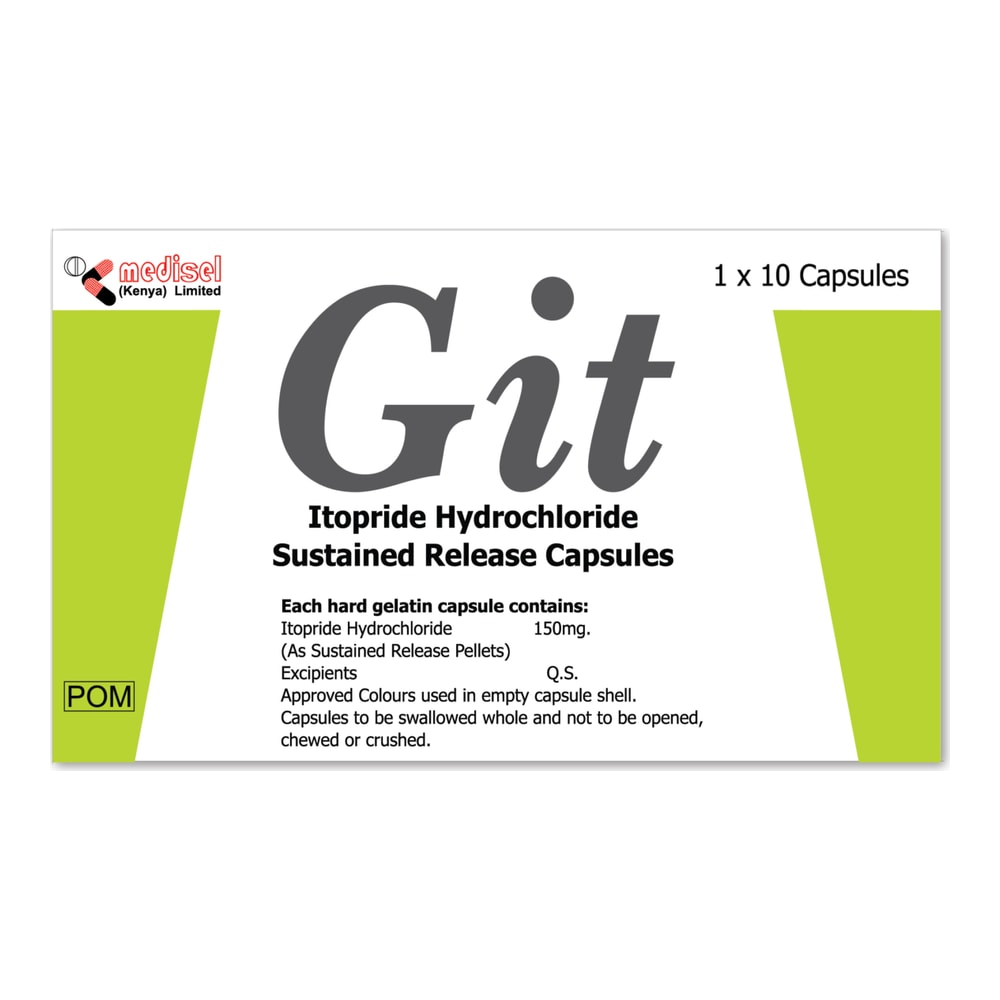 medisel
(Kenya) Limited
1 x 10 Capsules
Git
Itopride Hydrochloride
Sustained Release Capsules
Each hard gelatin capsule contains:
Itopride Hydrochloride 150mg.
(As Sustained Release Pellets)
Excipients Q.S.
Approved Colours used in empty capsule shell.
Capsules to be swallowed whole and not to be opened,
chewed or crushed.
POM